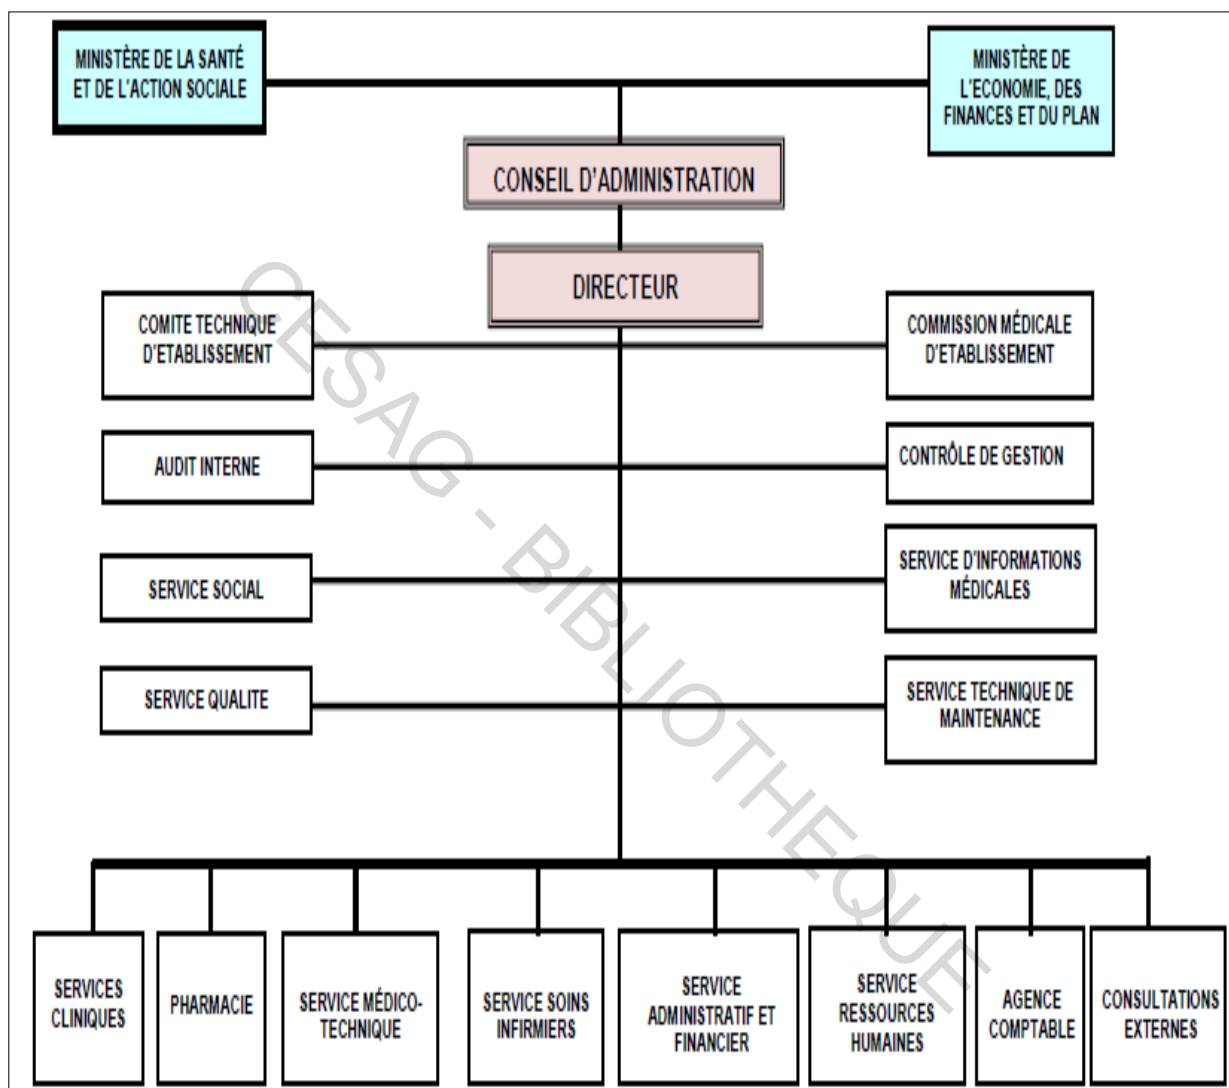 MINISTÈRE DE LA SANTÉ
ET DE L'ACTION SOCIALE
MINISTÈRE DE
L'ECONOMIE, DES
FINANCES ET DU PLAN
CONSEIL D'ADMINISTRATION
DIRECTEUR
COMITE TECHNIQUE
D'ETABLISSEMENT
COMMISSION MÉDICALE
D'ETABLISSEMENT
AUDIT INTERNE
CONTRÔLE DE GESTION
SERVICE SOCIAL
SERVICE D'INFORMATIONS
MÉDICALES
SERVICE QUALITE
SERVICE TECHNIQUE DE
MAINTENANCE
SERVICES
CLINIQUES
PHARMACIE
SERVICE MÉDICO-
TECHNIQUE
SERVICE SOINS
INFIRMIERS
SERVICE
ADMINISTRATIF ET
FINANCIER
SERVICE
RESSOURCES
HUMAINES
AGENCE
COMPTABLE
CONSULTATIONS
EXTERNES
CESAG - BIBLIOTHEQUE